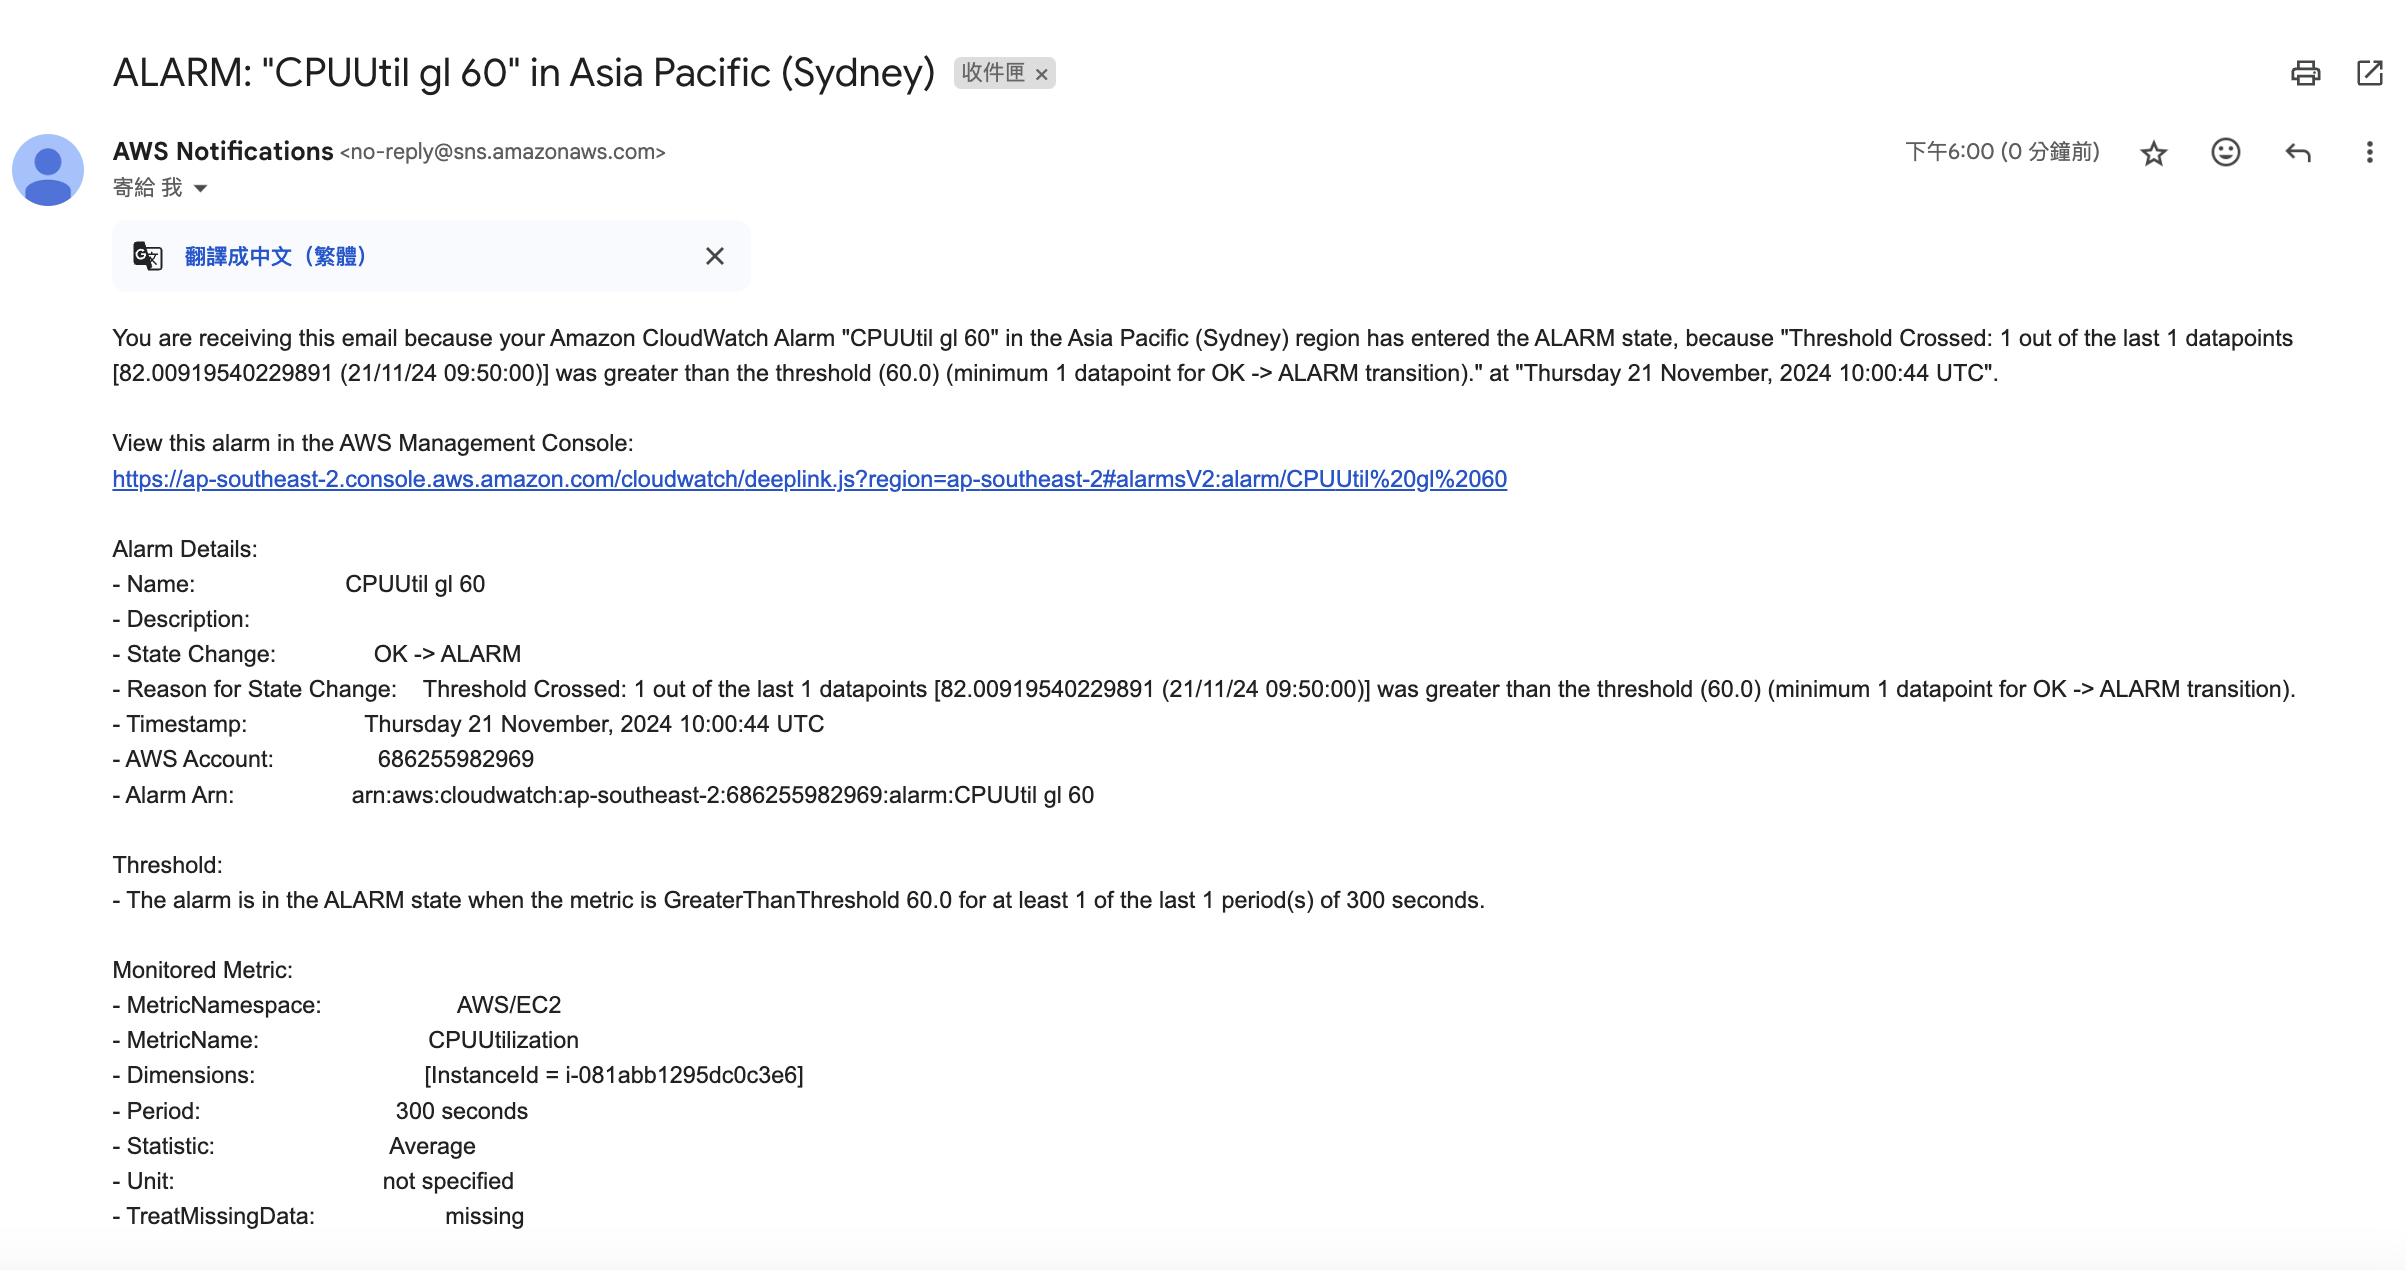 ALARM: "CPUUtil gl 60" in Asia Pacific (Sydney) 收件匣 ×
AWS Notifications <no-reply@sns.amazonaws.com> 下午6:00 (0 分鐘前)
寄給 我
翻譯成中文（繁體）
You are receiving this email because your Amazon CloudWatch Alarm "CPUUtil gl 60" in the Asia Pacific (Sydney) region has entered the ALARM state, because "Threshold Crossed: 1 out of the last 1 datapoints
[82.00919540229891 (21/11/24 09:50:00)] was greater than the threshold (60.0) (minimum 1 datapoint for OK -> ALARM transition)." at "Thursday 21 November, 2024 10:00:44 UTC".
View this alarm in the AWS Management Console:
https://ap-southeast-2.console.aws.amazon.com/cloudwatch/deeplink.js?region=ap-southeast-2#alarmsV2:alarm/CPUUtil%20gl%2060
Alarm Details:
- Name: CPUUtil gl 60
- Description:
- State Change: OK -> ALARM
- Reason for State Change: Threshold Crossed: 1 out of the last 1 datapoints [82.00919540229891 (21/11/24 09:50:00)] was greater than the threshold (60.0) (minimum 1 datapoint for OK -> ALARM transition).
- Timestamp: Thursday 21 November, 2024 10:00:44 UTC
- AWS Account: 686255982969
- Alarm Arn: arn:aws:cloudwatch:ap-southeast-2:686255982969:alarm:CPUUtil gl 60
Threshold:
- The alarm is in the ALARM state when the metric is GreaterThanThreshold 60.0 for at least 1 of the last 1 period(s) of 300 seconds.
Monitored Metric:
- MetricNamespace: AWS/EC2
- MetricName: CPUUtilization
- Dimensions: [InstanceId = i-081abb1295dc0c3e6]
- Period: 300 seconds
- Statistic: Average
- Unit: not specified
- TreatMissingData: missing